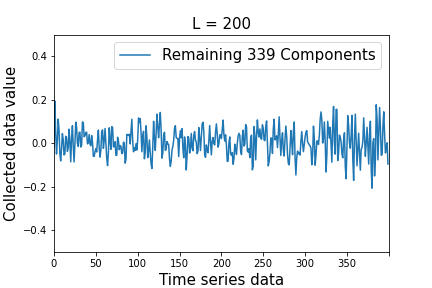 L = 200
Remaining 339 Components
Collected data value
0.4
0.2
0.0
−0.2
−0.4
0 50 100 150 200 250 300 350
Time series data